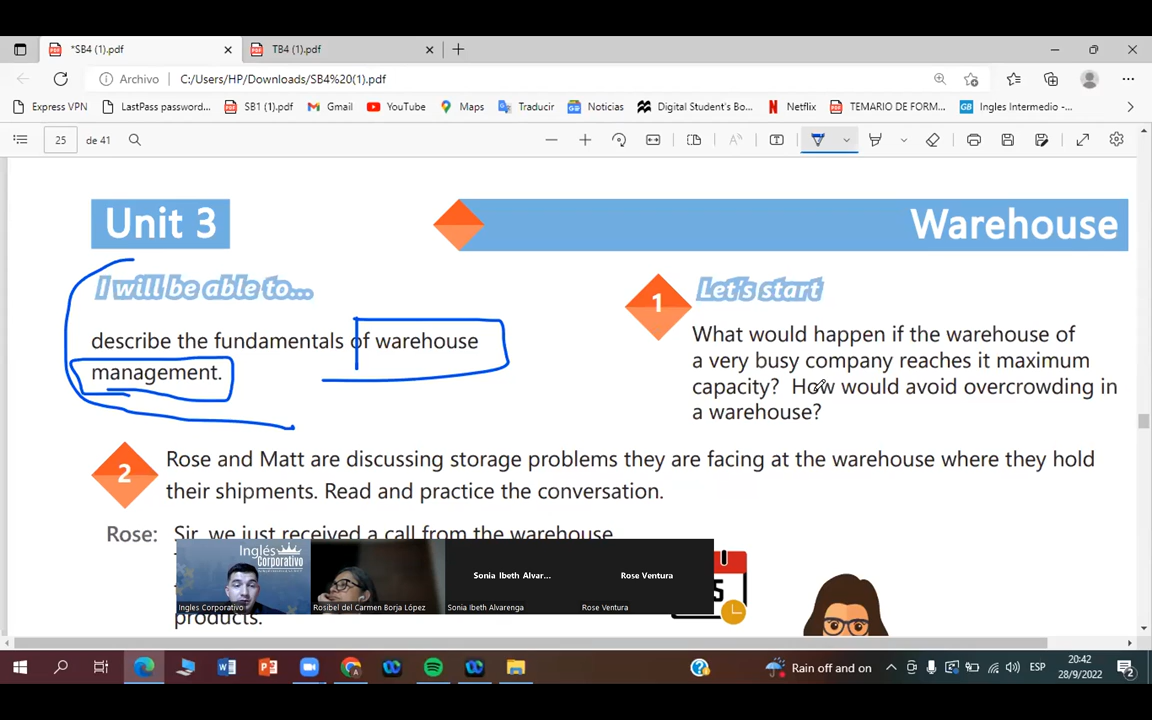 *SB4 (1).pdf
TB4 (1).pdf
Archivo
C:/Users/HP/Downloads/SB4%20(1).pdf
Express VPN
LastPass password...
SB1 (1).pdf
Gmail
YouTube
Maps
Traducir
Noticias
Digital Student's Bo...
Netflix
TEMARIO DE FORM...
Ingles Intermedio -...
25 de 41
Unit 3
Warehouse
I will be able to...
describe the fundamentals of warehouse
management.
1
Let's start
What would happen if the warehouse of
a very busy company reaches it maximum
capacity? How would avoid overcrowding in
a warehouse?
2
Rose and Matt are discussing storage problems they are facing at the warehouse where they hold
their shipments. Read and practice the conversation.
Rose: Sir, we just received a call from the warehouse.
products.
Inglés
Corporativo
Ingles Corporativo
Rosibel del Carmen Borja López
Sonia Ibeth Alvar...
Sonia Ibeth Alvarenga
Rose Ventura
Rose Ventura
Rain off and on
ESP
20:42
28/9/2022
2